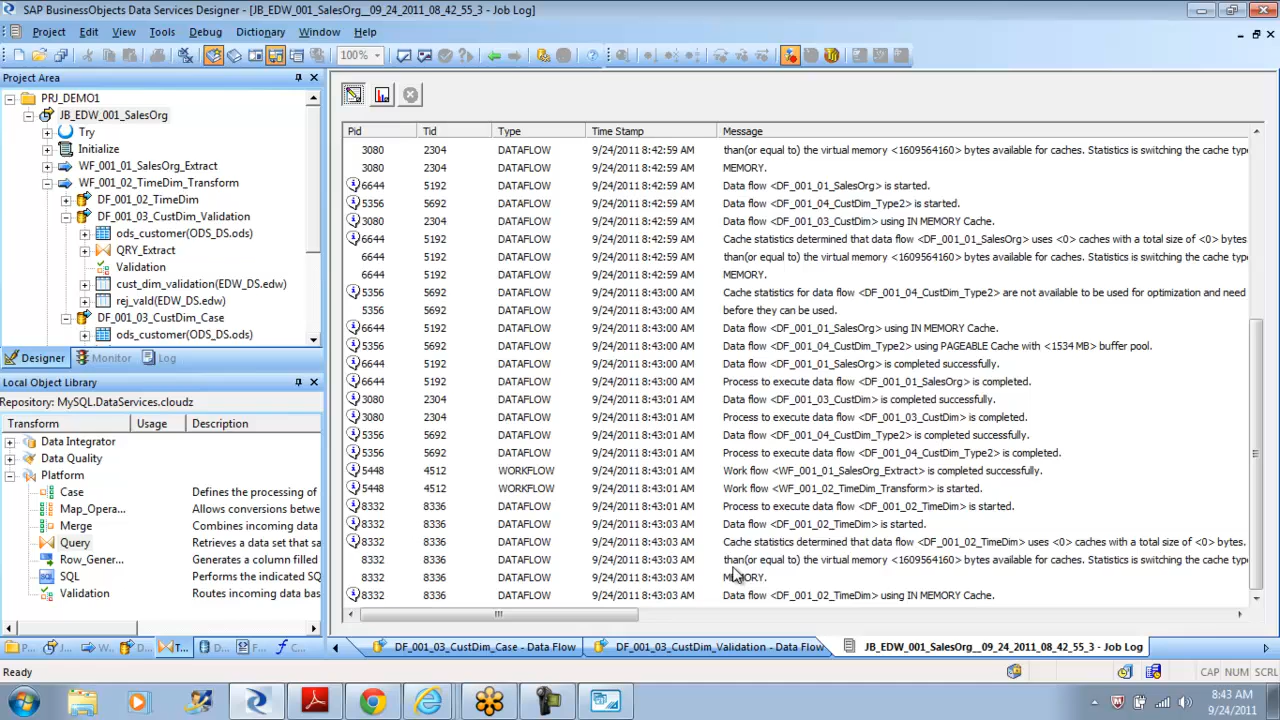 SAP BusinessObjects Data Services Designer - [JB_EDW_001_SalesOrg__09_24_2011_08_42_55_3 - Job Log]
Project Edit View Tools Debug Dictionary Window Help
100%
Project Area
PRJ_DEMO1
JB_EDW_001_SalesOrg
Try
Initialize
WF_001_01_SalesOrg_Extract
WF_001_02_TimeDim_Transform
DF_001_02_TimeDim
DF_001_03_CustDim_Validation
ods_customer(ODS_DS.ods)
QRY_Extract
Validation
cust_dim_validation(EDW_DS.edw)
rej_vald(EDW_DS.edw)
DF_001_03_CustDim_Case
ods_customer(ODS_DS.ods)
Designer Monitor Log
Local Object Library
Repository: MySQL.DataServices.cloudz
Transform Usage Description
Data Integrator
Data Quality
Platform
Case Defines the processing of
Map_Opera... Allows conversions betwe
Merge Combines incoming data
Query Retrieves a data set that sa
Row_Gener... Generates a column filled
SQL Performs the indicated SQL
Validation Routes incoming data bas
P... J... W... D... T... D... F... C...
Pid Tid Type Time Stamp Message
3080 2304 DATAFLOW 9/24/2011 8:42:59 AM than(or equal to) the virtual memory <1609564160> bytes available for caches. Statistics is switching the cache type
3080 2304 DATAFLOW 9/24/2011 8:42:59 AM MEMORY.
6644 5192 DATAFLOW 9/24/2011 8:42:59 AM Data flow <DF_001_01_SalesOrg> is started.
5356 5692 DATAFLOW 9/24/2011 8:42:59 AM Data flow <DF_001_04_CustDim_Type2> is started.
3080 2304 DATAFLOW 9/24/2011 8:42:59 AM Data flow <DF_001_03_CustDim> using IN MEMORY Cache.
6644 5192 DATAFLOW 9/24/2011 8:42:59 AM Cache statistics determined that data flow <DF_001_01_SalesOrg> uses <0> caches with a total size of <0> bytes.
6644 5192 DATAFLOW 9/24/2011 8:42:59 AM than(or equal to) the virtual memory <1609564160> bytes available for caches. Statistics is switching the cache type
6644 5192 DATAFLOW 9/24/2011 8:42:59 AM MEMORY.
5356 5692 DATAFLOW 9/24/2011 8:43:00 AM Cache statistics for data flow <DF_001_04_CustDim_Type2> are not available to be used for optimization and need
5356 5692 DATAFLOW 9/24/2011 8:43:00 AM before they can be used.
6644 5192 DATAFLOW 9/24/2011 8:43:00 AM Data flow <DF_001_01_SalesOrg> using IN MEMORY Cache.
5356 5692 DATAFLOW 9/24/2011 8:43:00 AM Data flow <DF_001_04_CustDim_Type2> using PAGEABLE Cache with <1534 MB> buffer pool.
6644 5192 DATAFLOW 9/24/2011 8:43:00 AM Data flow <DF_001_01_SalesOrg> is completed successfully.
6644 5192 DATAFLOW 9/24/2011 8:43:00 AM Process to execute data flow <DF_001_01_SalesOrg> is completed.
3080 2304 DATAFLOW 9/24/2011 8:43:01 AM Data flow <DF_001_03_CustDim> is completed successfully.
3080 2304 DATAFLOW 9/24/2011 8:43:01 AM Process to execute data flow <DF_001_03_CustDim> is completed.
5356 5692 DATAFLOW 9/24/2011 8:43:01 AM Data flow <DF_001_04_CustDim_Type2> is completed successfully.
5356 5692 DATAFLOW 9/24/2011 8:43:01 AM Process to execute data flow <DF_001_04_CustDim_Type2> is completed.
5448 4512 WORKFLOW 9/24/2011 8:43:01 AM Work flow <WF_001_01_SalesOrg_Extract> is completed successfully.
5448 4512 WORKFLOW 9/24/2011 8:43:01 AM Work flow <WF_001_02_TimeDim_Transform> is started.
8332 8336 DATAFLOW 9/24/2011 8:43:01 AM Process to execute data flow <DF_001_02_TimeDim> is started.
8332 8336 DATAFLOW 9/24/2011 8:43:03 AM Data flow <DF_001_02_TimeDim> is started.
8332 8336 DATAFLOW 9/24/2011 8:43:03 AM Cache statistics determined that data flow <DF_001_02_TimeDim> uses <0> caches with a total size of <0> bytes.
8332 8336 DATAFLOW 9/24/2011 8:43:03 AM than(or equal to) the virtual memory <1609564160> bytes available for caches. Statistics is switching the cache type
8332 8336 DATAFLOW 9/24/2011 8:43:03 AM MEMORY.
8332 8336 DATAFLOW 9/24/2011 8:43:03 AM Data flow <DF_001_02_TimeDim> using IN MEMORY Cache.
DF_001_03_CustDim_Case - Data Flow DF_001_03_CustDim_Validation - Data Flow JB_EDW_001_SalesOrg__09_24_2011_08_42_55_3 - Job Log
Ready CAP NUM SCRL
8:43 AM
9/24/2011